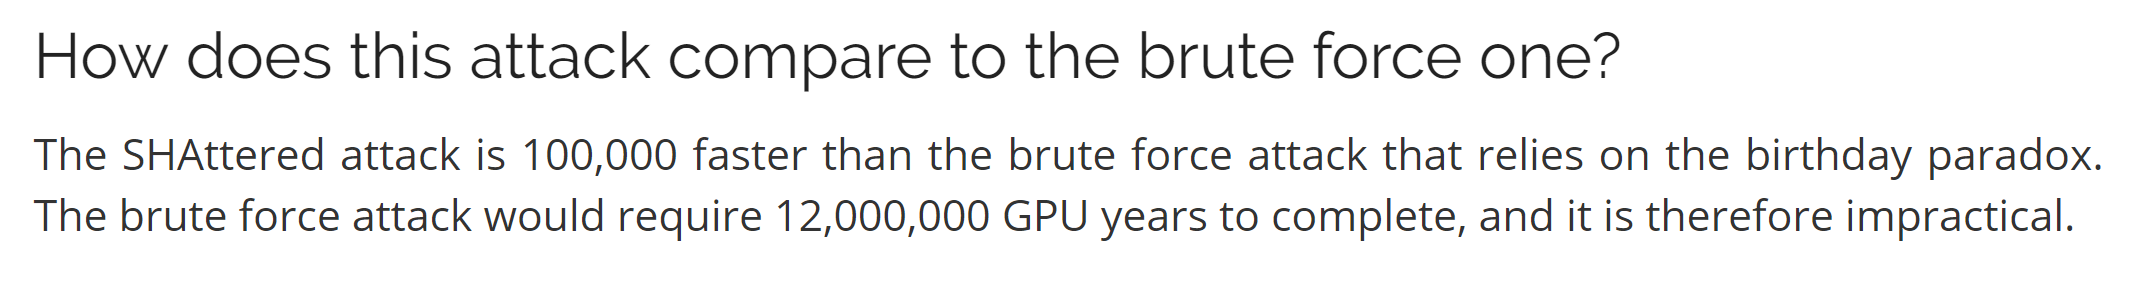 How does this attack compare to the brute force one?
The SHAttered attack is 100,000 faster than the brute force attack that relies on the birthday paradox.
The brute force attack would require 12,000,000 GPU years to complete, and it is therefore impractical.